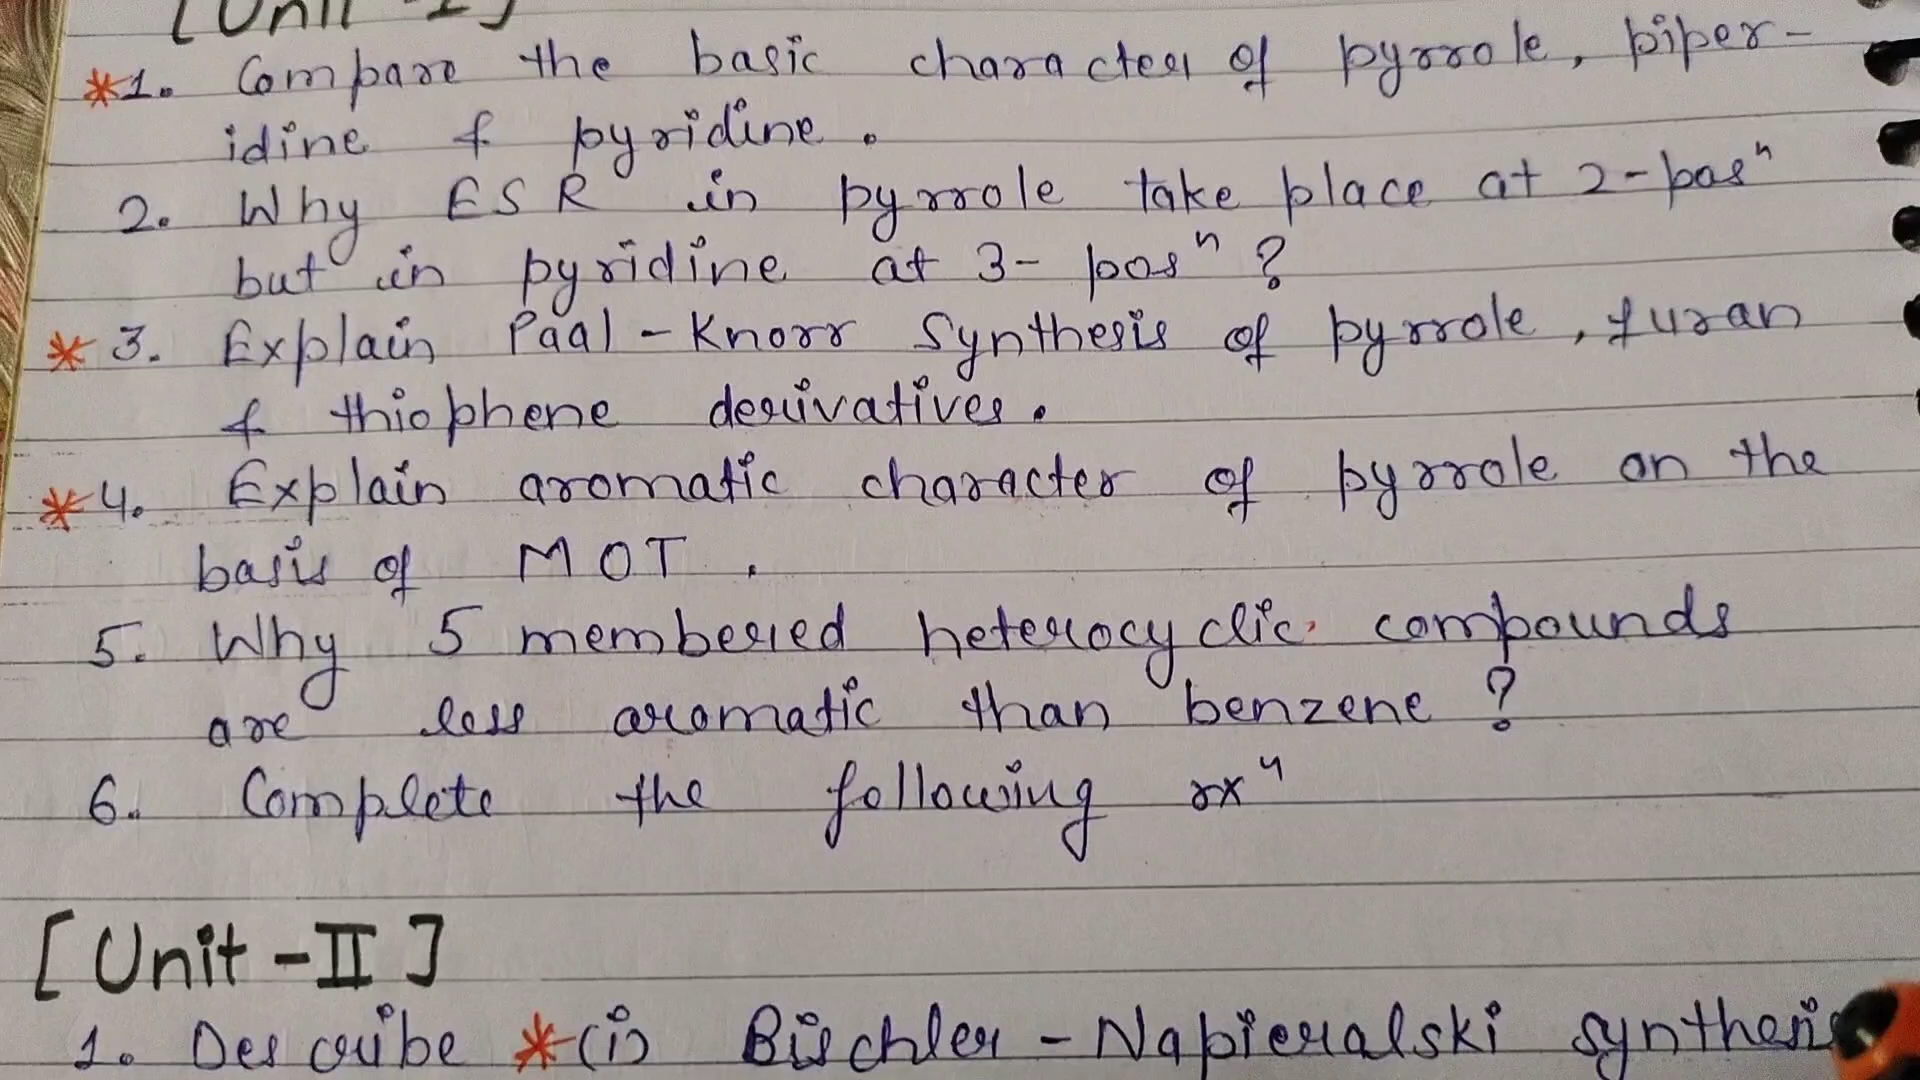 [Unit-I]
*1. Compare the basic character of pyrrole, piper-
idine & pyridine.
2. Why ESR in pyrrole take place at 2-posⁿ
but in pyridine at 3-posⁿ?
*3. Explain Paal-Knorr Synthesis of pyrrole, furan
& thiophene derivatives.
*4. Explain aromatic character of pyrrole on the
basis of MOT.
5. Why 5 membered heterocyclic compounds
are less aromatic than benzene?
6. Complete the following rxⁿ
[Unit-II]
1. Describe *(i) Bischler-Napieralski synthesis